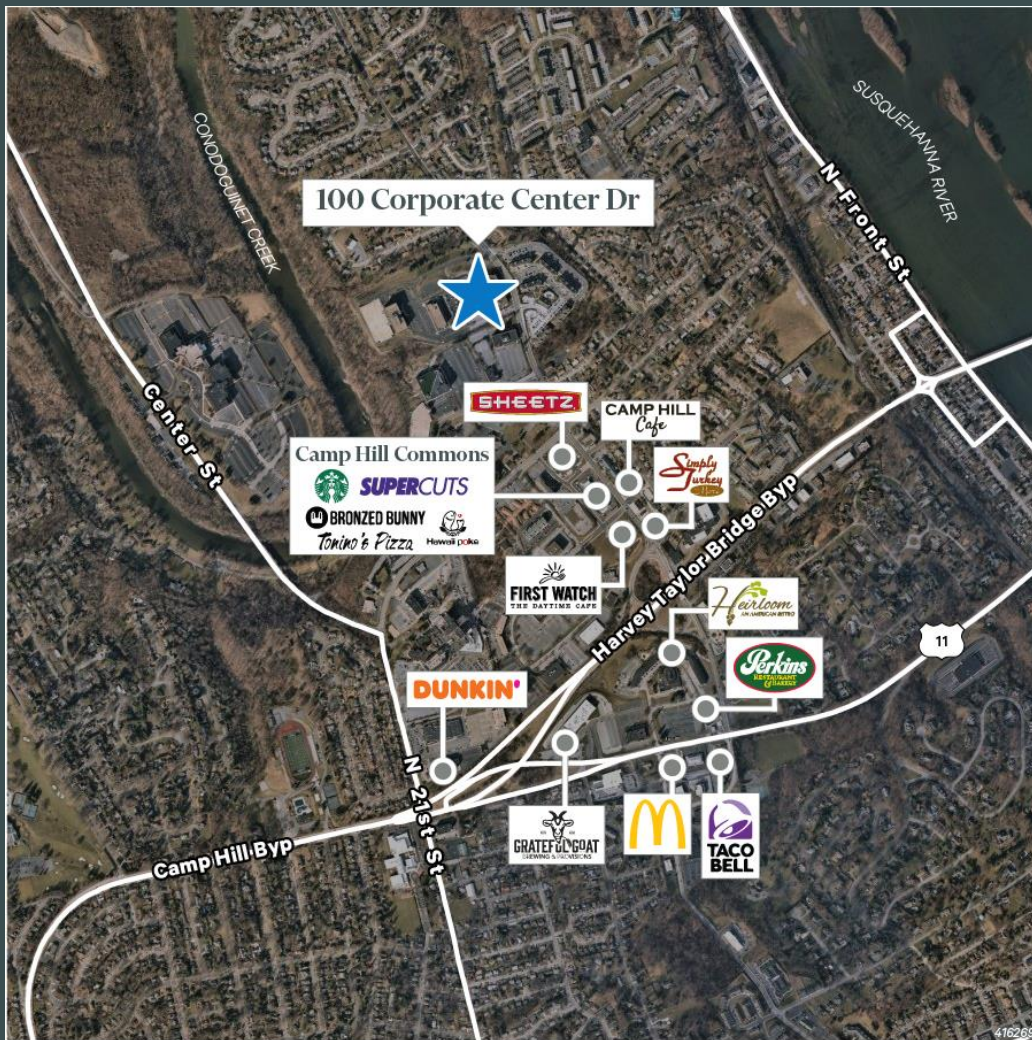 SUSQUEHANNA RIVER
CONODOGUINET CREEK
N Front St
100 Corporate Center Dr
Center St
SHEETZ
CAMP HILL
Cafe
Camp Hill Commons
SUPERCUTS
BRONZED BUNNY
Tonino's Pizza
Hawaii poke
Simply
Turkey
Harvey Taylor Bridge Byp
FIRST WATCH
THE DAYTIME CAFE
Heirloom
AN AMERICAN BISTRO
11
Perkins
RESTAURANT
& BAKERY
DUNKIN'
N 21st St
GRATEFUL GOAT
BREWING & PROVISIONS
TACO
BELL
Camp Hill Byp
416269